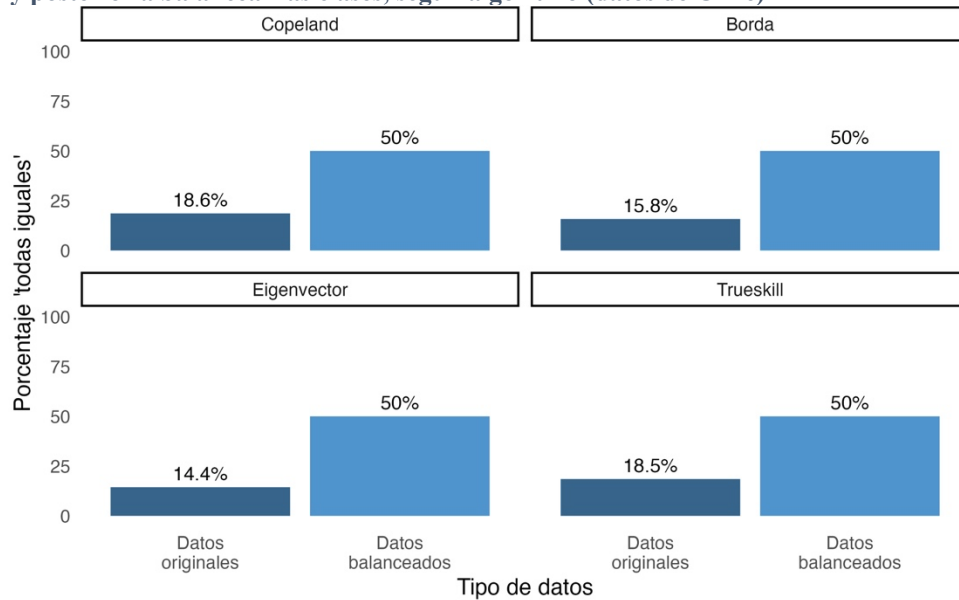 Copeland
Borda
100
75
50
25
0
18.6%
50%
15.8%
50%
Eigenvector
Trueskill
100
75
50
25
0
14.4%
50%
18.5%
50%
Porcentaje 'todas iguales'
Datos
originales
Datos
balanceados
Datos
originales
Datos
balanceados
Tipo de datos